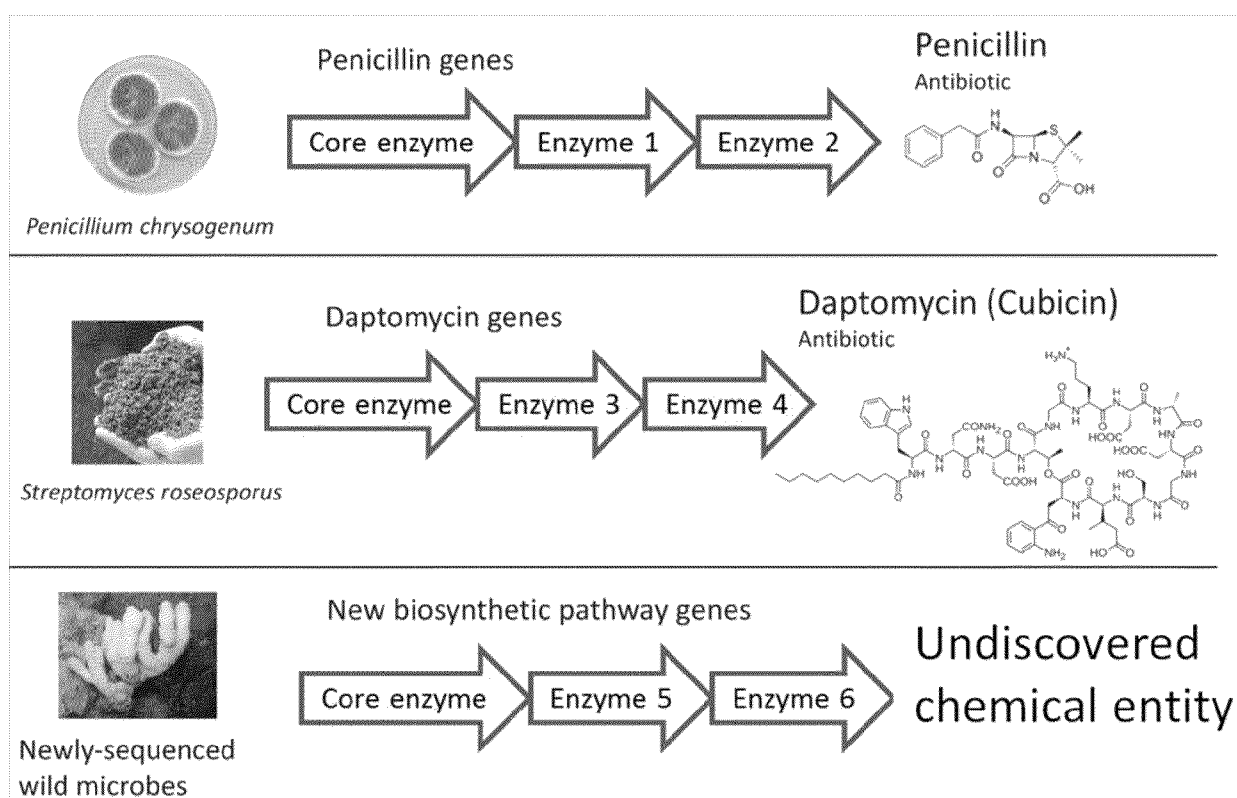 Penicillin genes
Core enzyme
Enzyme 1
Enzyme 2
Penicillin
Antibiotic
H
N
S
O
O
N
O
OH
Penicillium chrysogenum
Daptomycin genes
Core enzyme
Enzyme 3
Enzyme 4
Daptomycin (Cubicin)
Antibiotic
Streptomyces roseosporus
New biosynthetic pathway genes
Core enzyme
Enzyme 5
Enzyme 6
Undiscovered
chemical entity
Newly-sequenced
wild microbes